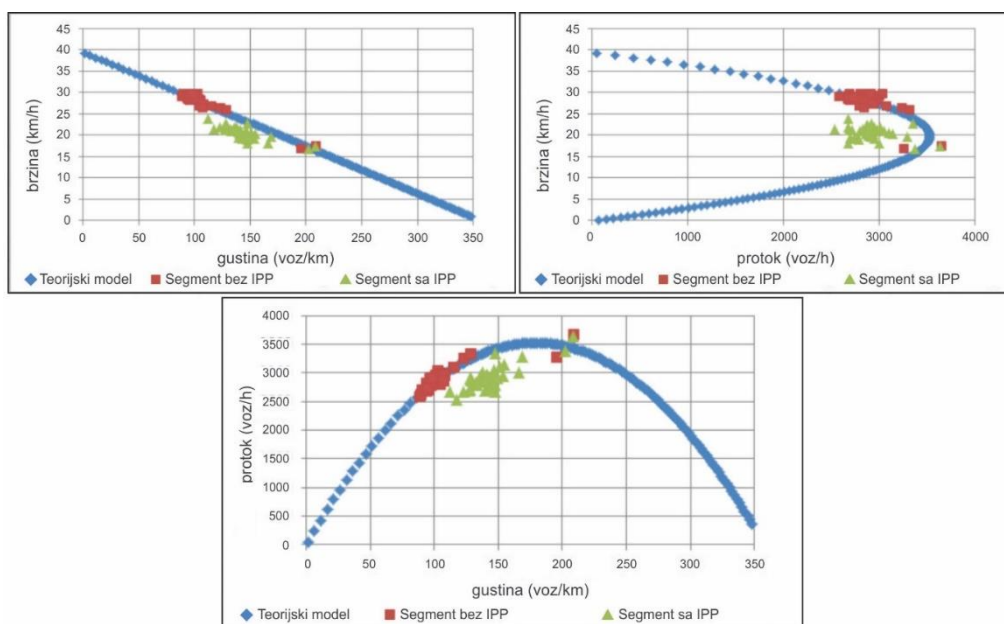 45
40
35
30
25
20
15
10
5
0
brzina (km/h)
0 50 100 150 200 250 300 350
gustina (voz/km)
Teorijski model Segment bez IPP Segment sa IPP
45
40
35
30
25
20
15
10
5
0
brzina (km/h)
0 1000 2000 3000 4000
protok (voz/h)
Teorijski model Segment bez IPP Segment sa IPP
4000
3500
3000
2500
2000
1500
1000
500
0
protok (voz/h)
0 50 100 150 200 250 300 350
gustina (voz/km)
Teorijski model Segment bez IPP Segment sa IPP